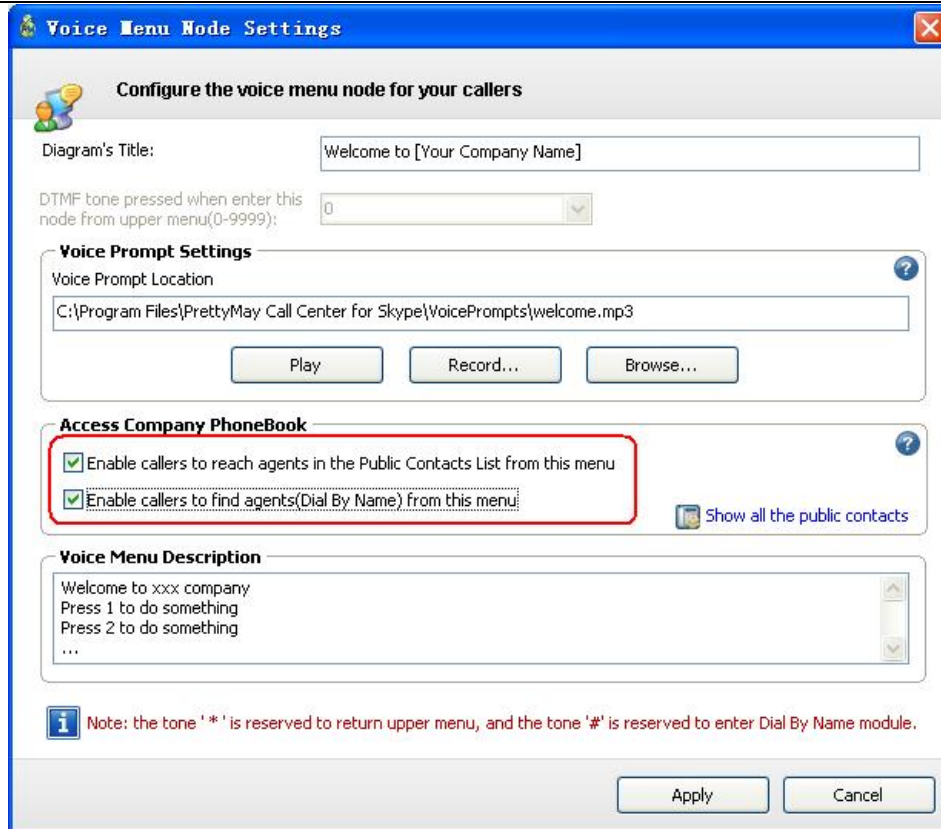 Voice Menu Node Settings
Configure the voice menu node for your callers
Diagram's Title:
Welcome to [Your Company Name]
DTMF tone pressed when enter this
node from upper menu(0-9999):
0
Voice Prompt Settings
Voice Prompt Location
C:\Program Files\PrettyMay Call Center for Skype\VoicePrompts\welcome.mp3
Play
Record...
Browse...
Access Company PhoneBook
Enable callers to reach agents in the Public Contacts List from this menu
Enable callers to find agents(Dial By Name) from this menu
Show all the public contacts
Voice Menu Description
Welcome to xxx company
Press 1 to do something
Press 2 to do something
...
Note: the tone ' * ' is reserved to return upper menu, and the tone '#' is reserved to enter Dial By Name module.
Apply
Cancel